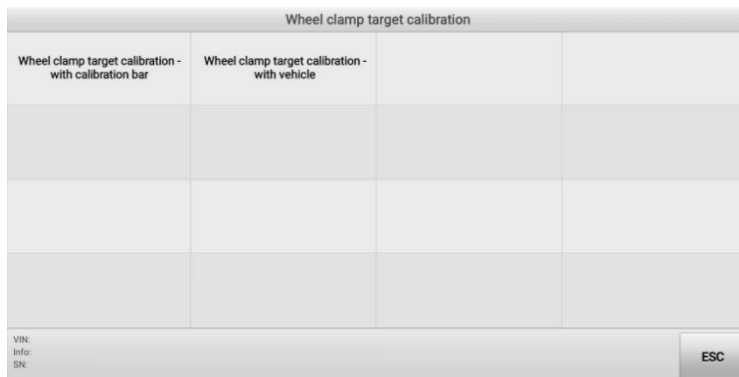 Wheel clamp target calibration
Wheel clamp target calibration -
with calibration bar
Wheel clamp target calibration -
with vehicle
VIN:
Info:
SN:
ESC